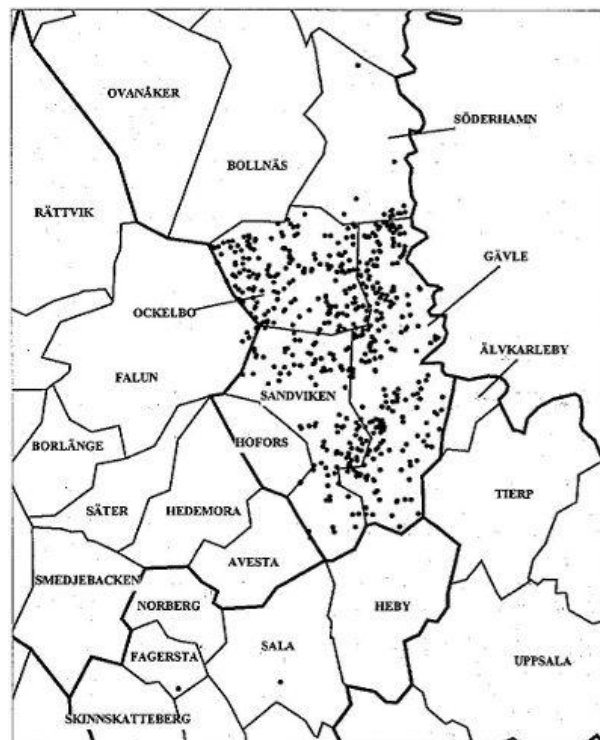 OVANÅKER
SÖDERHAMN
BOLLNÄS
RÄTTVIK
GÄVLE
OCKELBO
ÄLVKARLEBY
FALUN
SANDVIKEN
BORLÄNGE
HOFORS
TIERP
SÄTER
HEDEMORA
AVESTA
SMEDJEBACKEN
NORBERG
HEBY
SALA
FAGERSTA
UPPSALA
SKINNSKATTEBERG